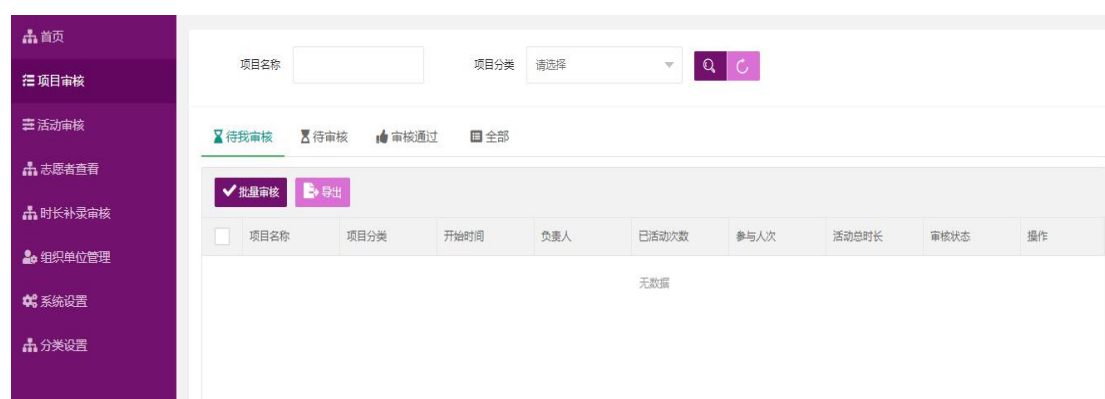 首页
项目审核
活动审核
志愿者查看
时长补录审核
组织单位管理
系统设置
分类设置
项目名称 项目分类 请选择
待我审核 待审核 审核通过 全部
批量审核 导出
项目名称 项目分类 开始时间 负责人 已活动次数 参与人次 活动总时长 审核状态 操作
无数据